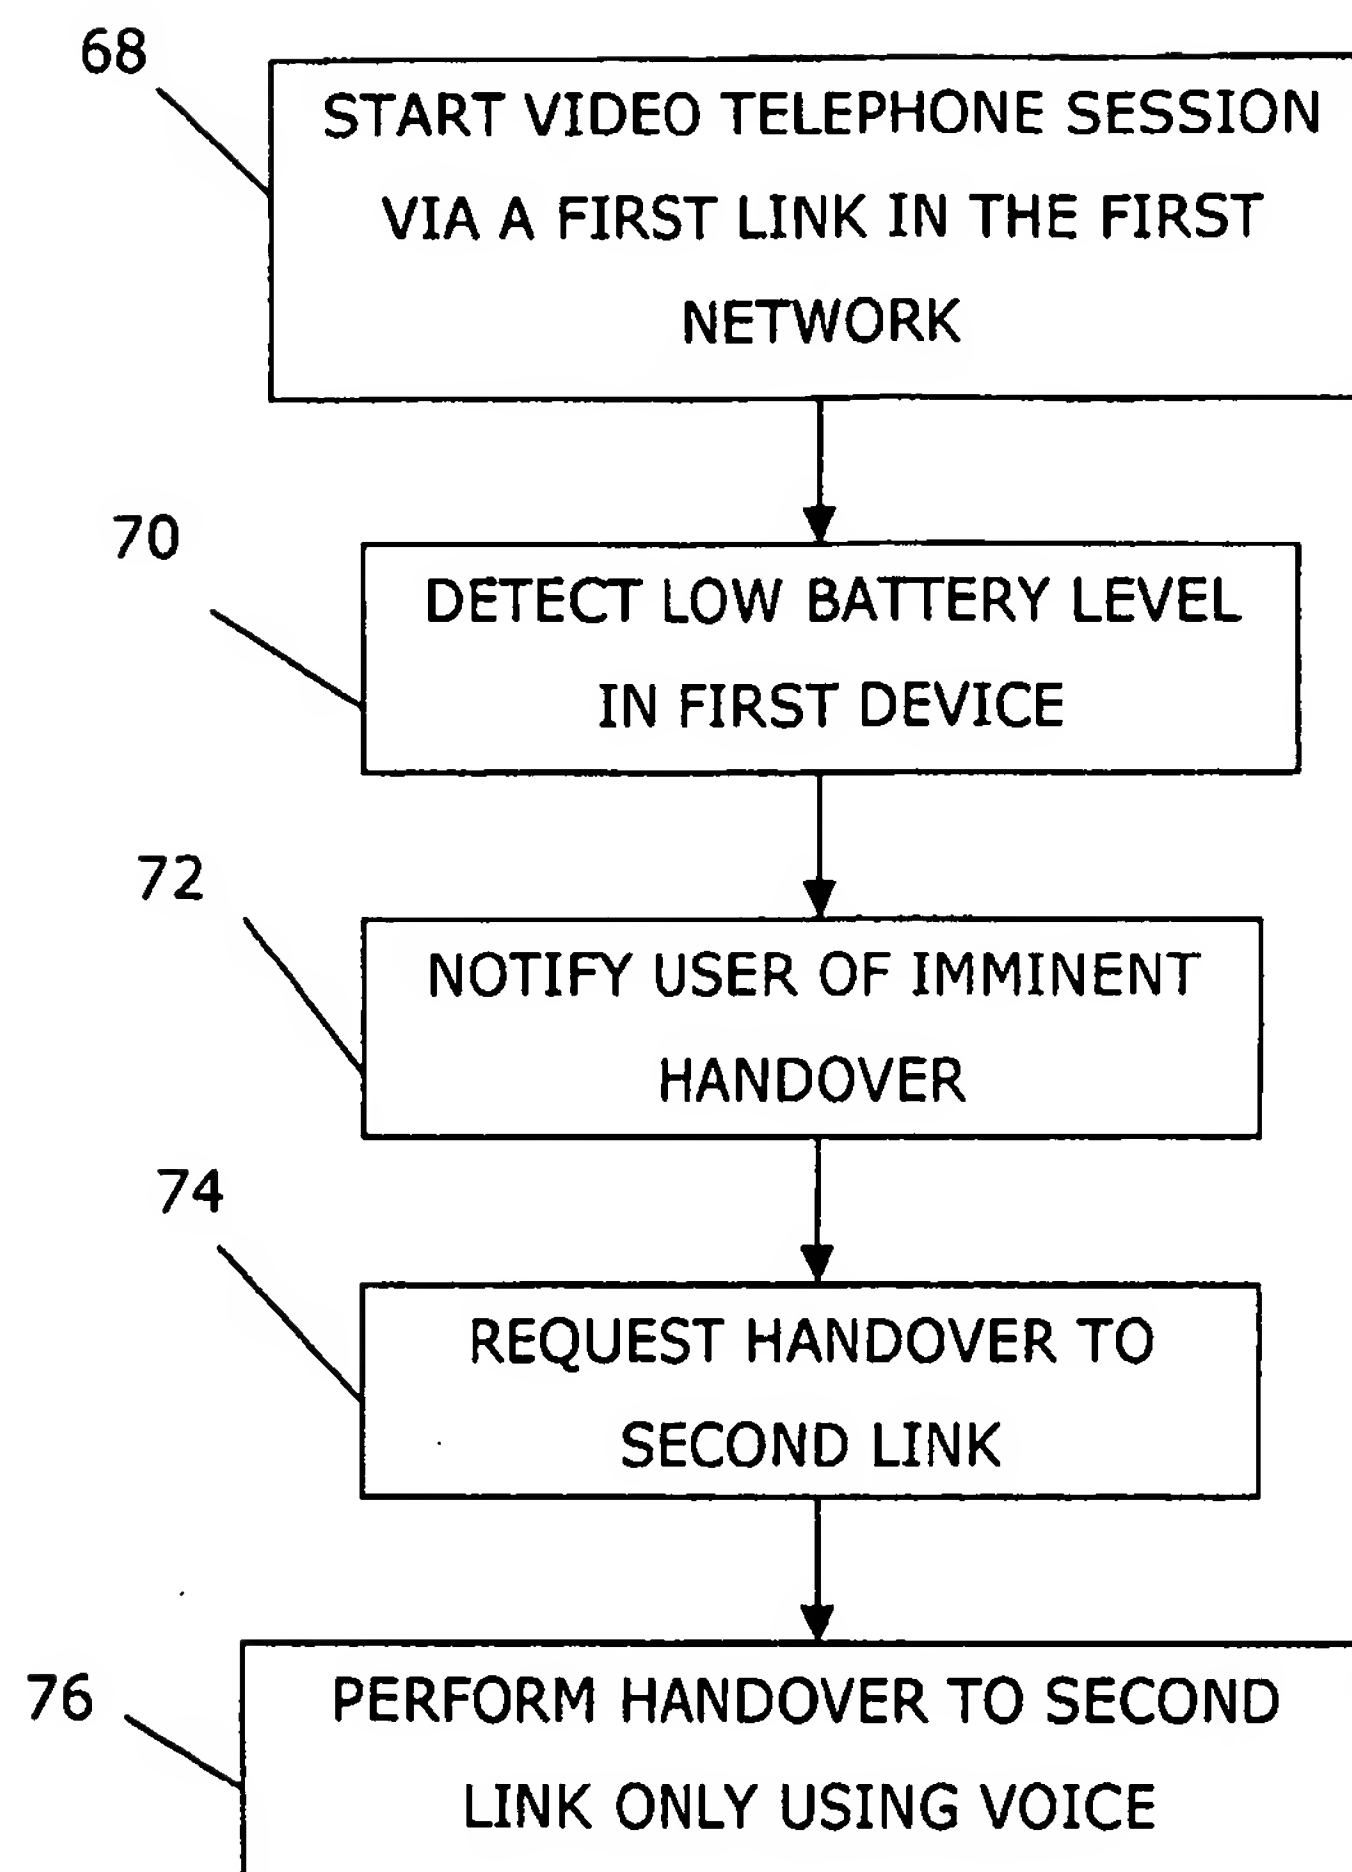 68
START VIDEO TELEPHONE SESSION
VIA A FIRST LINK IN THE FIRST
NETWORK
70
DETECT LOW BATTERY LEVEL
IN FIRST DEVICE
72
NOTIFY USER OF IMMINENT
HANDOVER
74
REQUEST HANDOVER TO
SECOND LINK
76
PERFORM HANDOVER TO SECOND
LINK ONLY USING VOICE